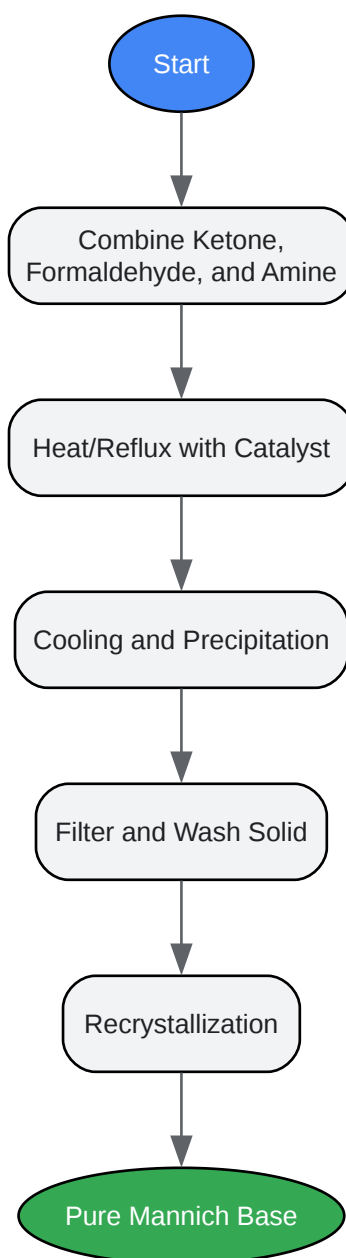 Start
Combine Ketone,
Formaldehyde, and Amine
Heat/Reflux with Catalyst
Cooling and Precipitation
Filter and Wash Solid
Recrystallization
Pure Mannich Base